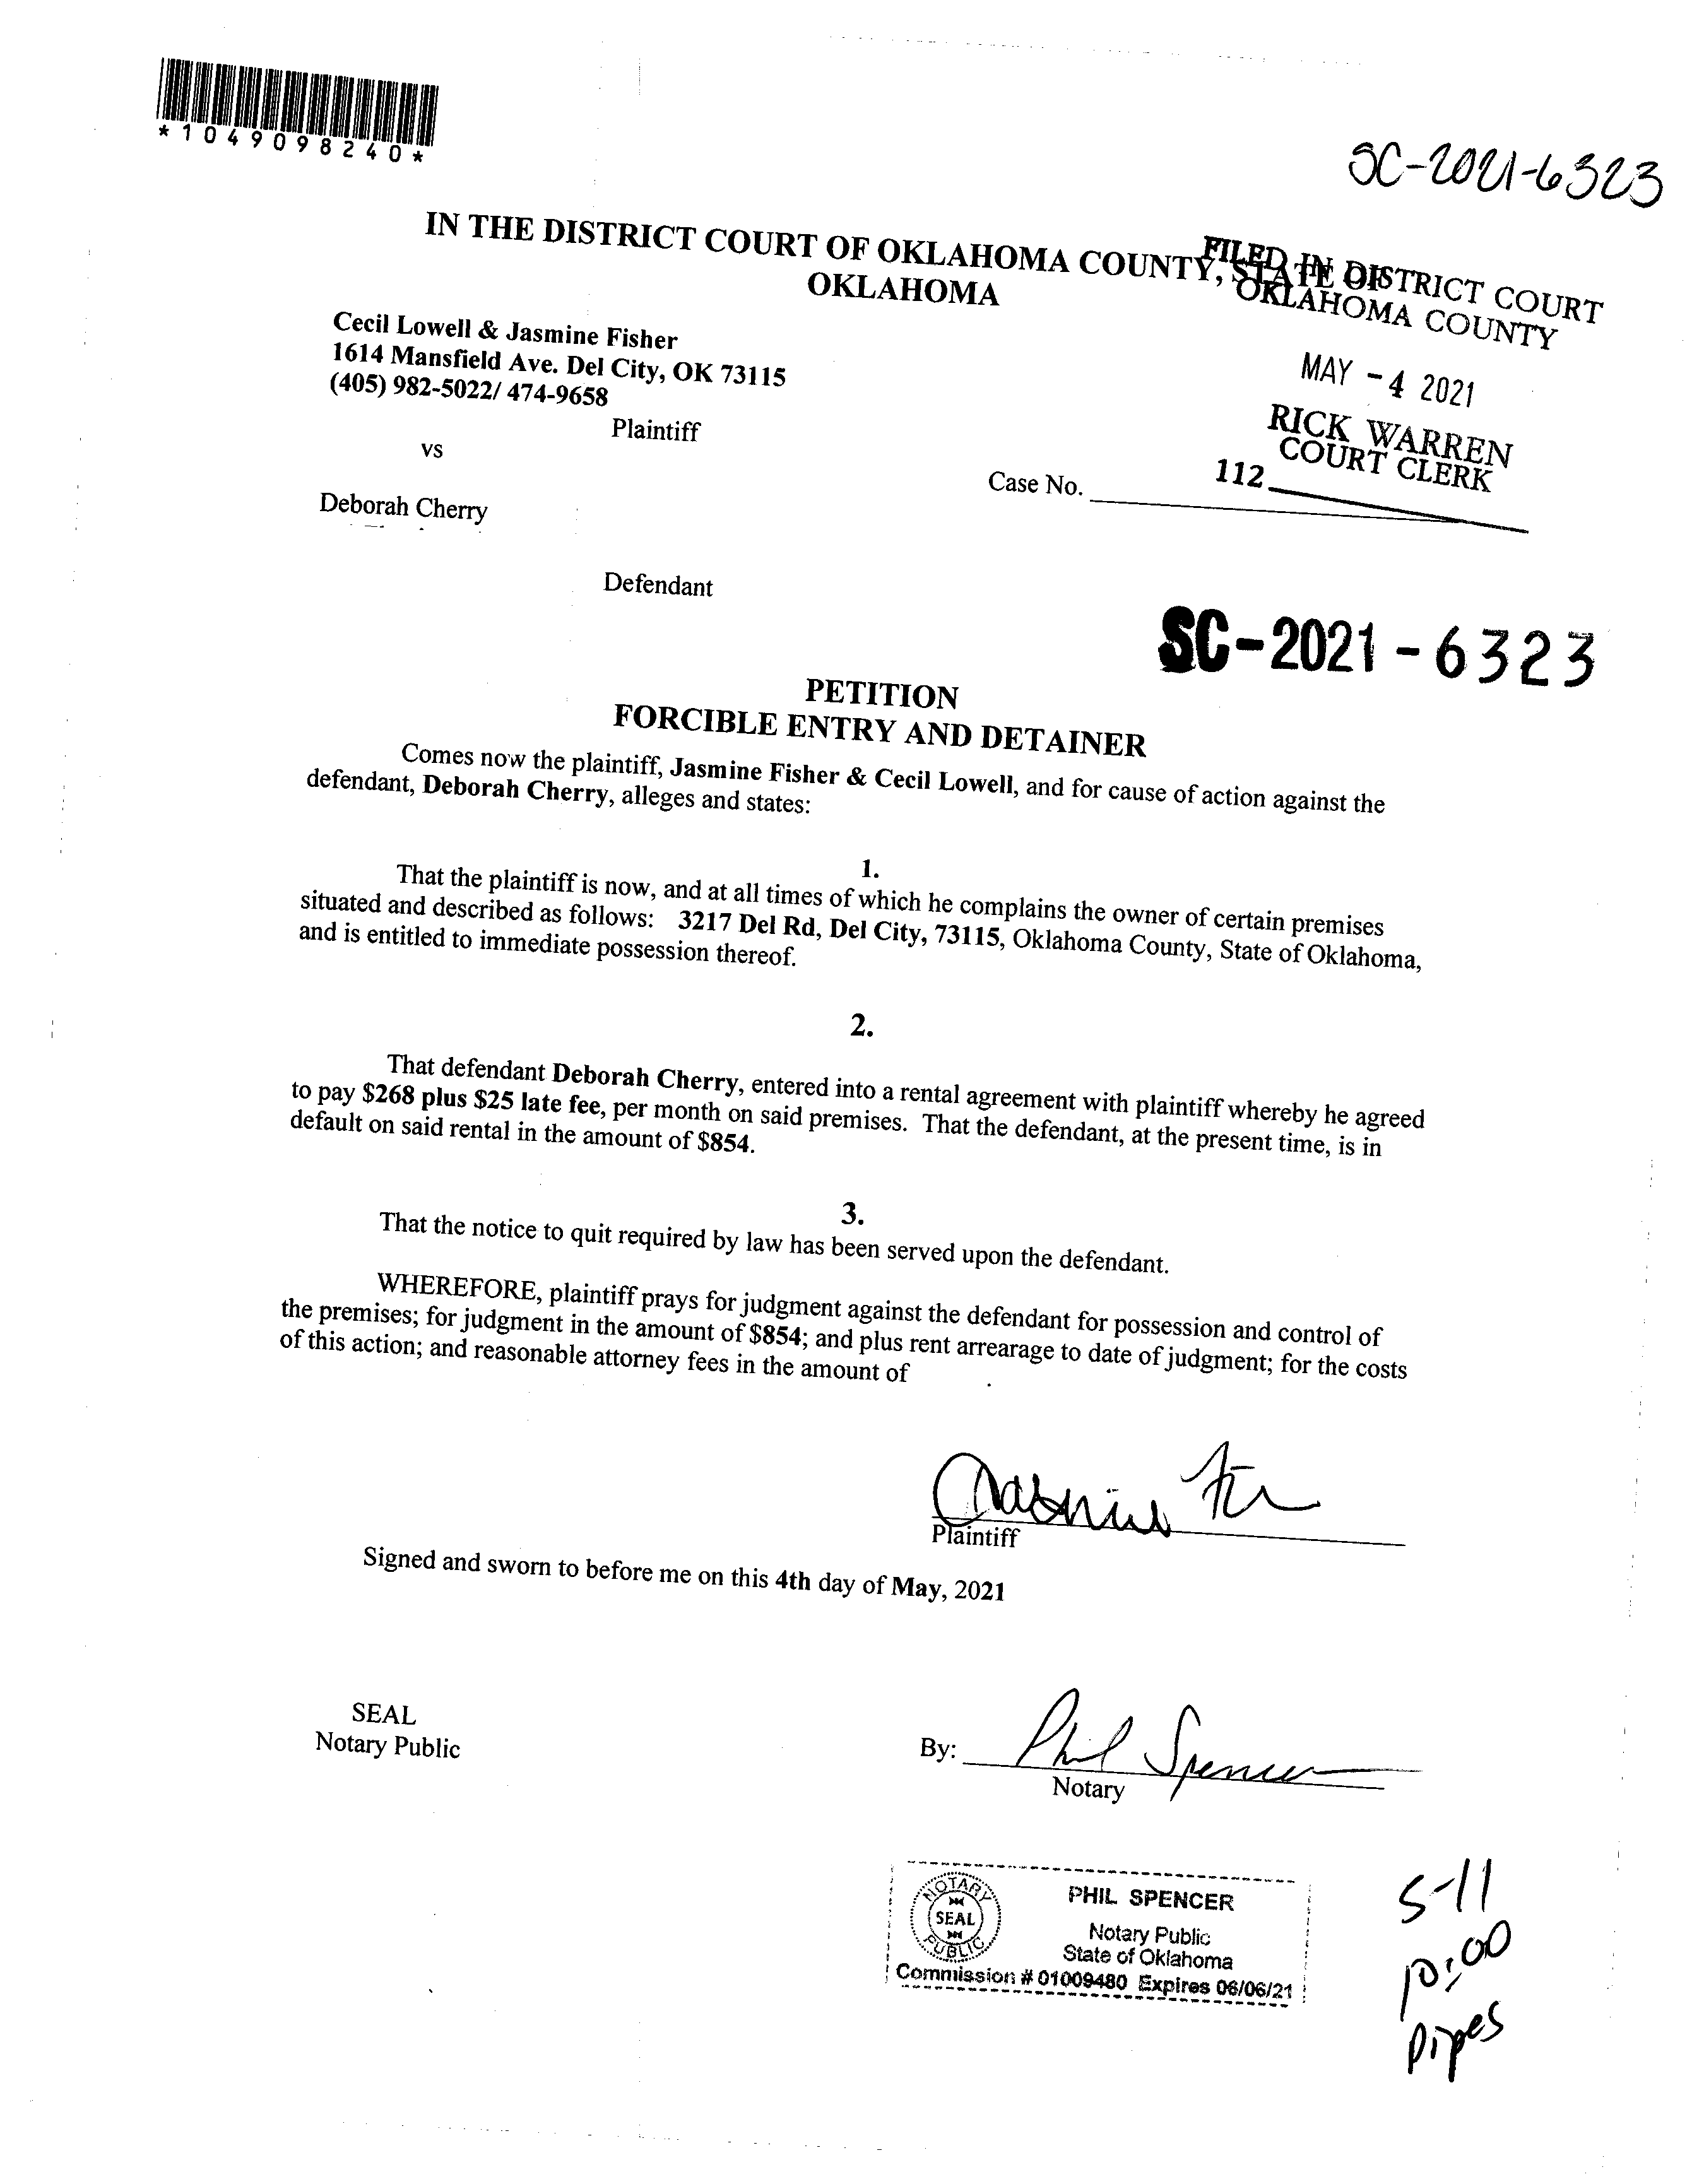 *1049098240*
SC-2021-6323
IN THE DISTRICT COURT OF OKLAHOMA COUNTY, STATE OF
OKLAHOMA
FILED IN DISTRICT COURT
OKLAHOMA COUNTY
MAY -4 2021
RICK WARREN
COURT CLERK
112
Cecil Lowell & Jasmine Fisher
1614 Mansfield Ave. Del City, OK 73115
(405) 982-5022/ 474-9658
Plaintiff
vs
Case No.
Deborah Cherry
Defendant
SC-2021-6323
PETITION
FORCIBLE ENTRY AND DETAINER
Comes now the plaintiff, Jasmine Fisher & Cecil Lowell, and for cause of action against the
defendant, Deborah Cherry, alleges and states:
1.
That the plaintiff is now, and at all times of which he complains the owner of certain premises
situated and described as follows: 3217 Del Rd, Del City, 73115, Oklahoma County, State of Oklahoma,
and is entitled to immediate possession thereof.
2.
That defendant Deborah Cherry, entered into a rental agreement with plaintiff whereby he agreed
to pay $268 plus $25 late fee, per month on said premises. That the defendant, at the present time, is in
default on said rental in the amount of $854.
3.
That the notice to quit required by law has been served upon the defendant.
WHEREFORE, plaintiff prays for judgment against the defendant for possession and control of
the premises; for judgment in the amount of $854; and plus rent arrearage to date of judgment; for the costs
of this action; and reasonable attorney fees in the amount of .
Plaintiff
Signed and sworn to before me on this 4th day of May, 2021
SEAL
Notary Public
By: Phil Spencer
Notary
NOTARY
SEAL
PUBLIC
PHIL SPENCER
Notary Public
State of Oklahoma
Commission # 01009480 Expires 06/06/21
5-11
10:00
Pipes